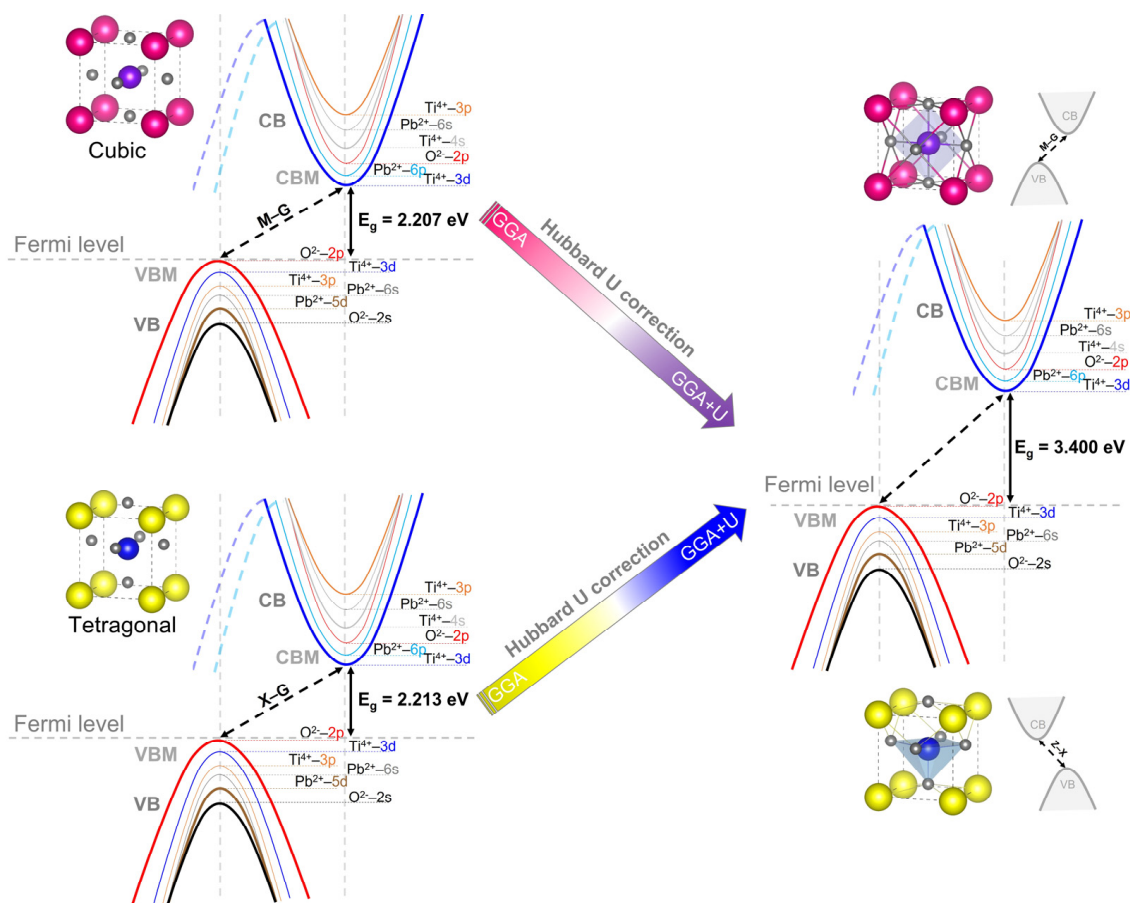 Cubic
CB
CBM
Ti⁴⁺–3p
Pb²⁺–6s
Ti⁴⁺–4s
O²⁻–2p
Pb²⁺–6p
Ti⁴⁺–3d
M–G
E_g = 2.207 eV
Fermi level
VBM
VB
O²⁻–2p
Ti⁴⁺–3d
Ti⁴⁺–3p
Pb²⁺–6s
Pb²⁺–5d
O²⁻–2s
GGA
Hubbard U correction
GGA+U
CB
M–G
VB
CB
CBM
Ti⁴⁺–3p
Pb²⁺–6s
Ti⁴⁺–4s
O²⁻–2p
Pb²⁺–6p
Ti⁴⁺–3d
E_g = 3.400 eV
Fermi level
VBM
VB
O²⁻–2p
Ti⁴⁺–3d
Ti⁴⁺–3p
Pb²⁺–6s
Pb²⁺–5d
O²⁻–2s
Tetragonal
CB
CBM
Ti⁴⁺–3p
Pb²⁺–6s
Ti⁴⁺–4s
O²⁻–2p
Pb²⁺–6p
Ti⁴⁺–3d
X–G
E_g = 2.213 eV
Fermi level
VBM
VB
O²⁻–2p
Ti⁴⁺–3d
Ti⁴⁺–3p
Pb²⁺–6s
Pb²⁺–5d
O²⁻–2s
GGA
Hubbard U correction
GGA+U
CB
Z–X
VB